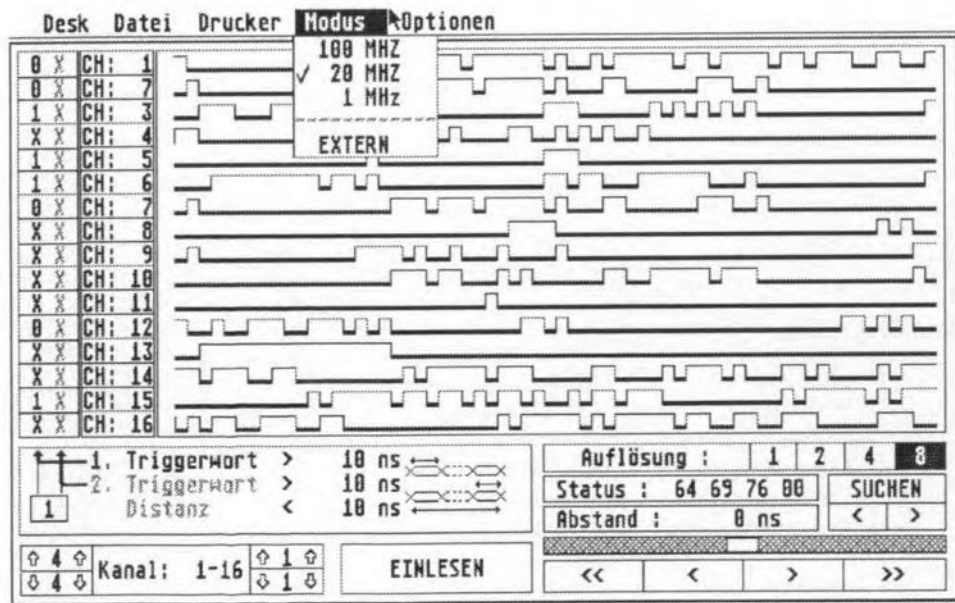 Desk Datei Drucker Modus Optionen
100 MHZ
✓ 20 MHZ
1 MHz
EXTERN
0 X CH: 1
0 X CH: 7
1 X CH: 3
X X CH: 4
1 X CH: 5
1 X CH: 6
0 X CH: 7
X X CH: 8
X X CH: 9
X X CH: 10
X X CH: 11
0 X CH: 12
X X CH: 13
X X CH: 14
1 X CH: 15
X X CH: 16
1. Triggerwort > 10 ns
2. Triggerwort > 10 ns
1 Distanz < 10 ns
Auflösung : 1 2 4 8
Status : 64 69 76 00 SUCHEN
Abstand : 0 ns < >
⇧ 4 ⇧ Kanal: 1-16 ⇧ 1 ⇧
⇩ 4 ⇩ ⇩ 1 ⇩
EINLESEN
<< < > >>